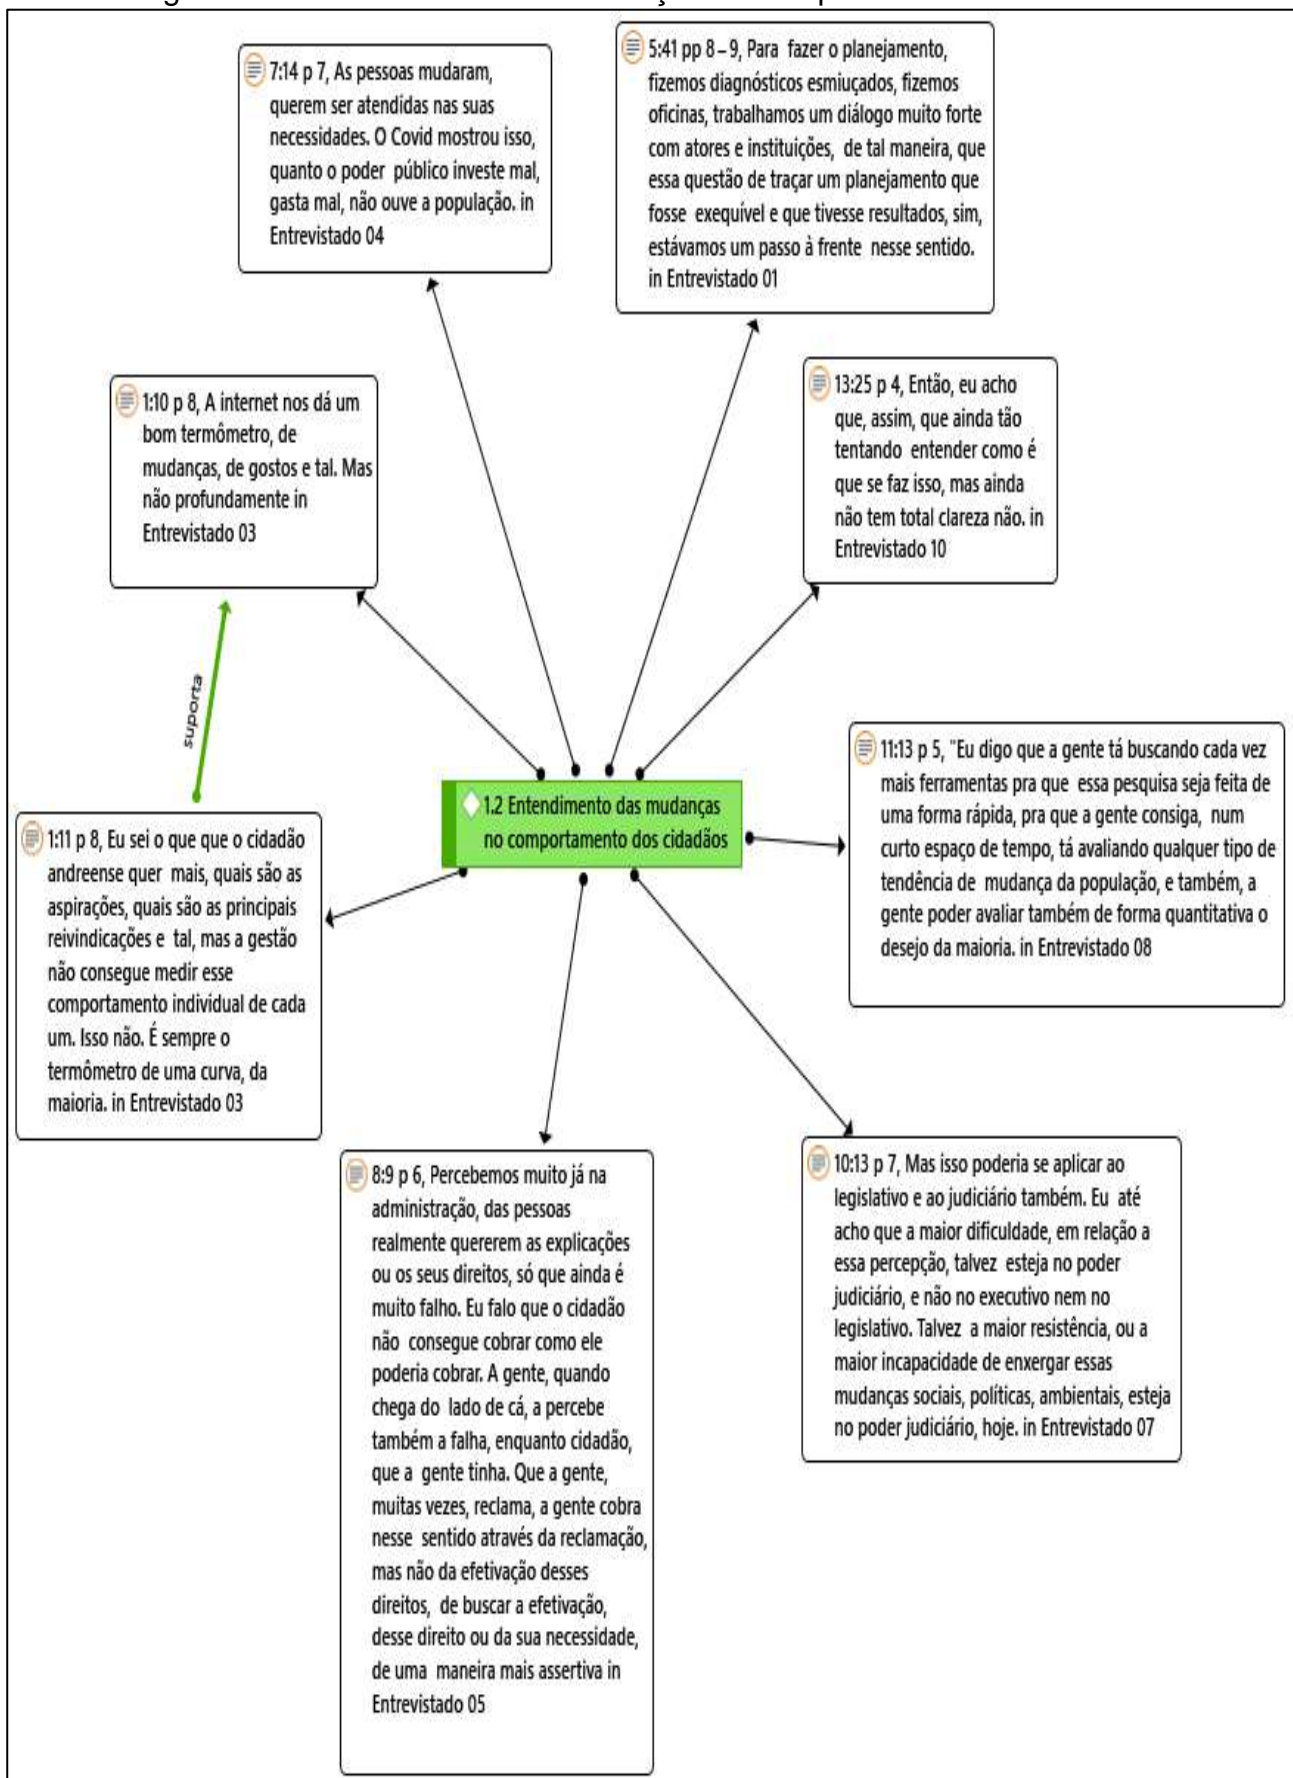 7:14 p 7, As pessoas mudaram,
querem ser atendidas nas suas
necessidades. O Covid mostrou isso,
quanto o poder público investe mal,
gasta mal, não ouve a população. in
Entrevistado 04
5:41 pp 8 – 9, Para fazer o planejamento,
fizemos diagnósticos esmiuçados, fizemos
oficinas, trabalhamos um diálogo muito forte
com atores e instituições, de tal maneira, que
essa questão de traçar um planejamento que
fosse exequível e que tivesse resultados, sim,
estávamos um passo à frente nesse sentido.
in Entrevistado 01
1:10 p 8, A internet nos dá um
bom termômetro, de
mudanças, de gostos e tal. Mas
não profundamente in
Entrevistado 03
13:25 p 4, Então, eu acho
que, assim, que ainda tão
tentando entender como é
que se faz isso, mas ainda
não tem total clareza não. in
Entrevistado 10
suporta
11:13 p 5, "Eu digo que a gente tá buscando cada vez
mais ferramentas pra que essa pesquisa seja feita de
uma forma rápida, pra que a gente consiga, num
curto espaço de tempo, tá avaliando qualquer tipo de
tendência de mudança da população, e também, a
gente poder avaliar também de forma quantitativa o
desejo da maioria. in Entrevistado 08
1.2 Entendimento das mudanças
no comportamento dos cidadãos
1:11 p 8, Eu sei o que que o cidadão
andreense quer mais, quais são as
aspirações, quais são as principais
reivindicações e tal, mas a gestão
não consegue medir esse
comportamento individual de cada
um. Isso não. É sempre o
termômetro de uma curva, da
maioria. in Entrevistado 03
8:9 p 6, Percebemos muito já na
administração, das pessoas
realmente quererem as explicações
ou os seus direitos, só que ainda é
muito falho. Eu falo que o cidadão
não consegue cobrar como ele
poderia cobrar. A gente, quando
chega do lado de cá, a percebe
também a falha, enquanto cidadão,
que a gente tinha. Que a gente,
muitas vezes, reclama, a gente cobra
nesse sentido através da reclamação,
mas não da efetivação desses
direitos, de buscar a efetivação,
desse direito ou da sua necessidade,
de uma maneira mais assertiva in
Entrevistado 05
10:13 p 7, Mas isso poderia se aplicar ao
legislativo e ao judiciário também. Eu até
acho que a maior dificuldade, em relação a
essa percepção, talvez esteja no poder
judiciário, e não no executivo nem no
legislativo. Talvez a maior resistência, ou a
maior incapacidade de enxergar essas
mudanças sociais, políticas, ambientais, esteja
no poder judiciário, hoje. in Entrevistado 07